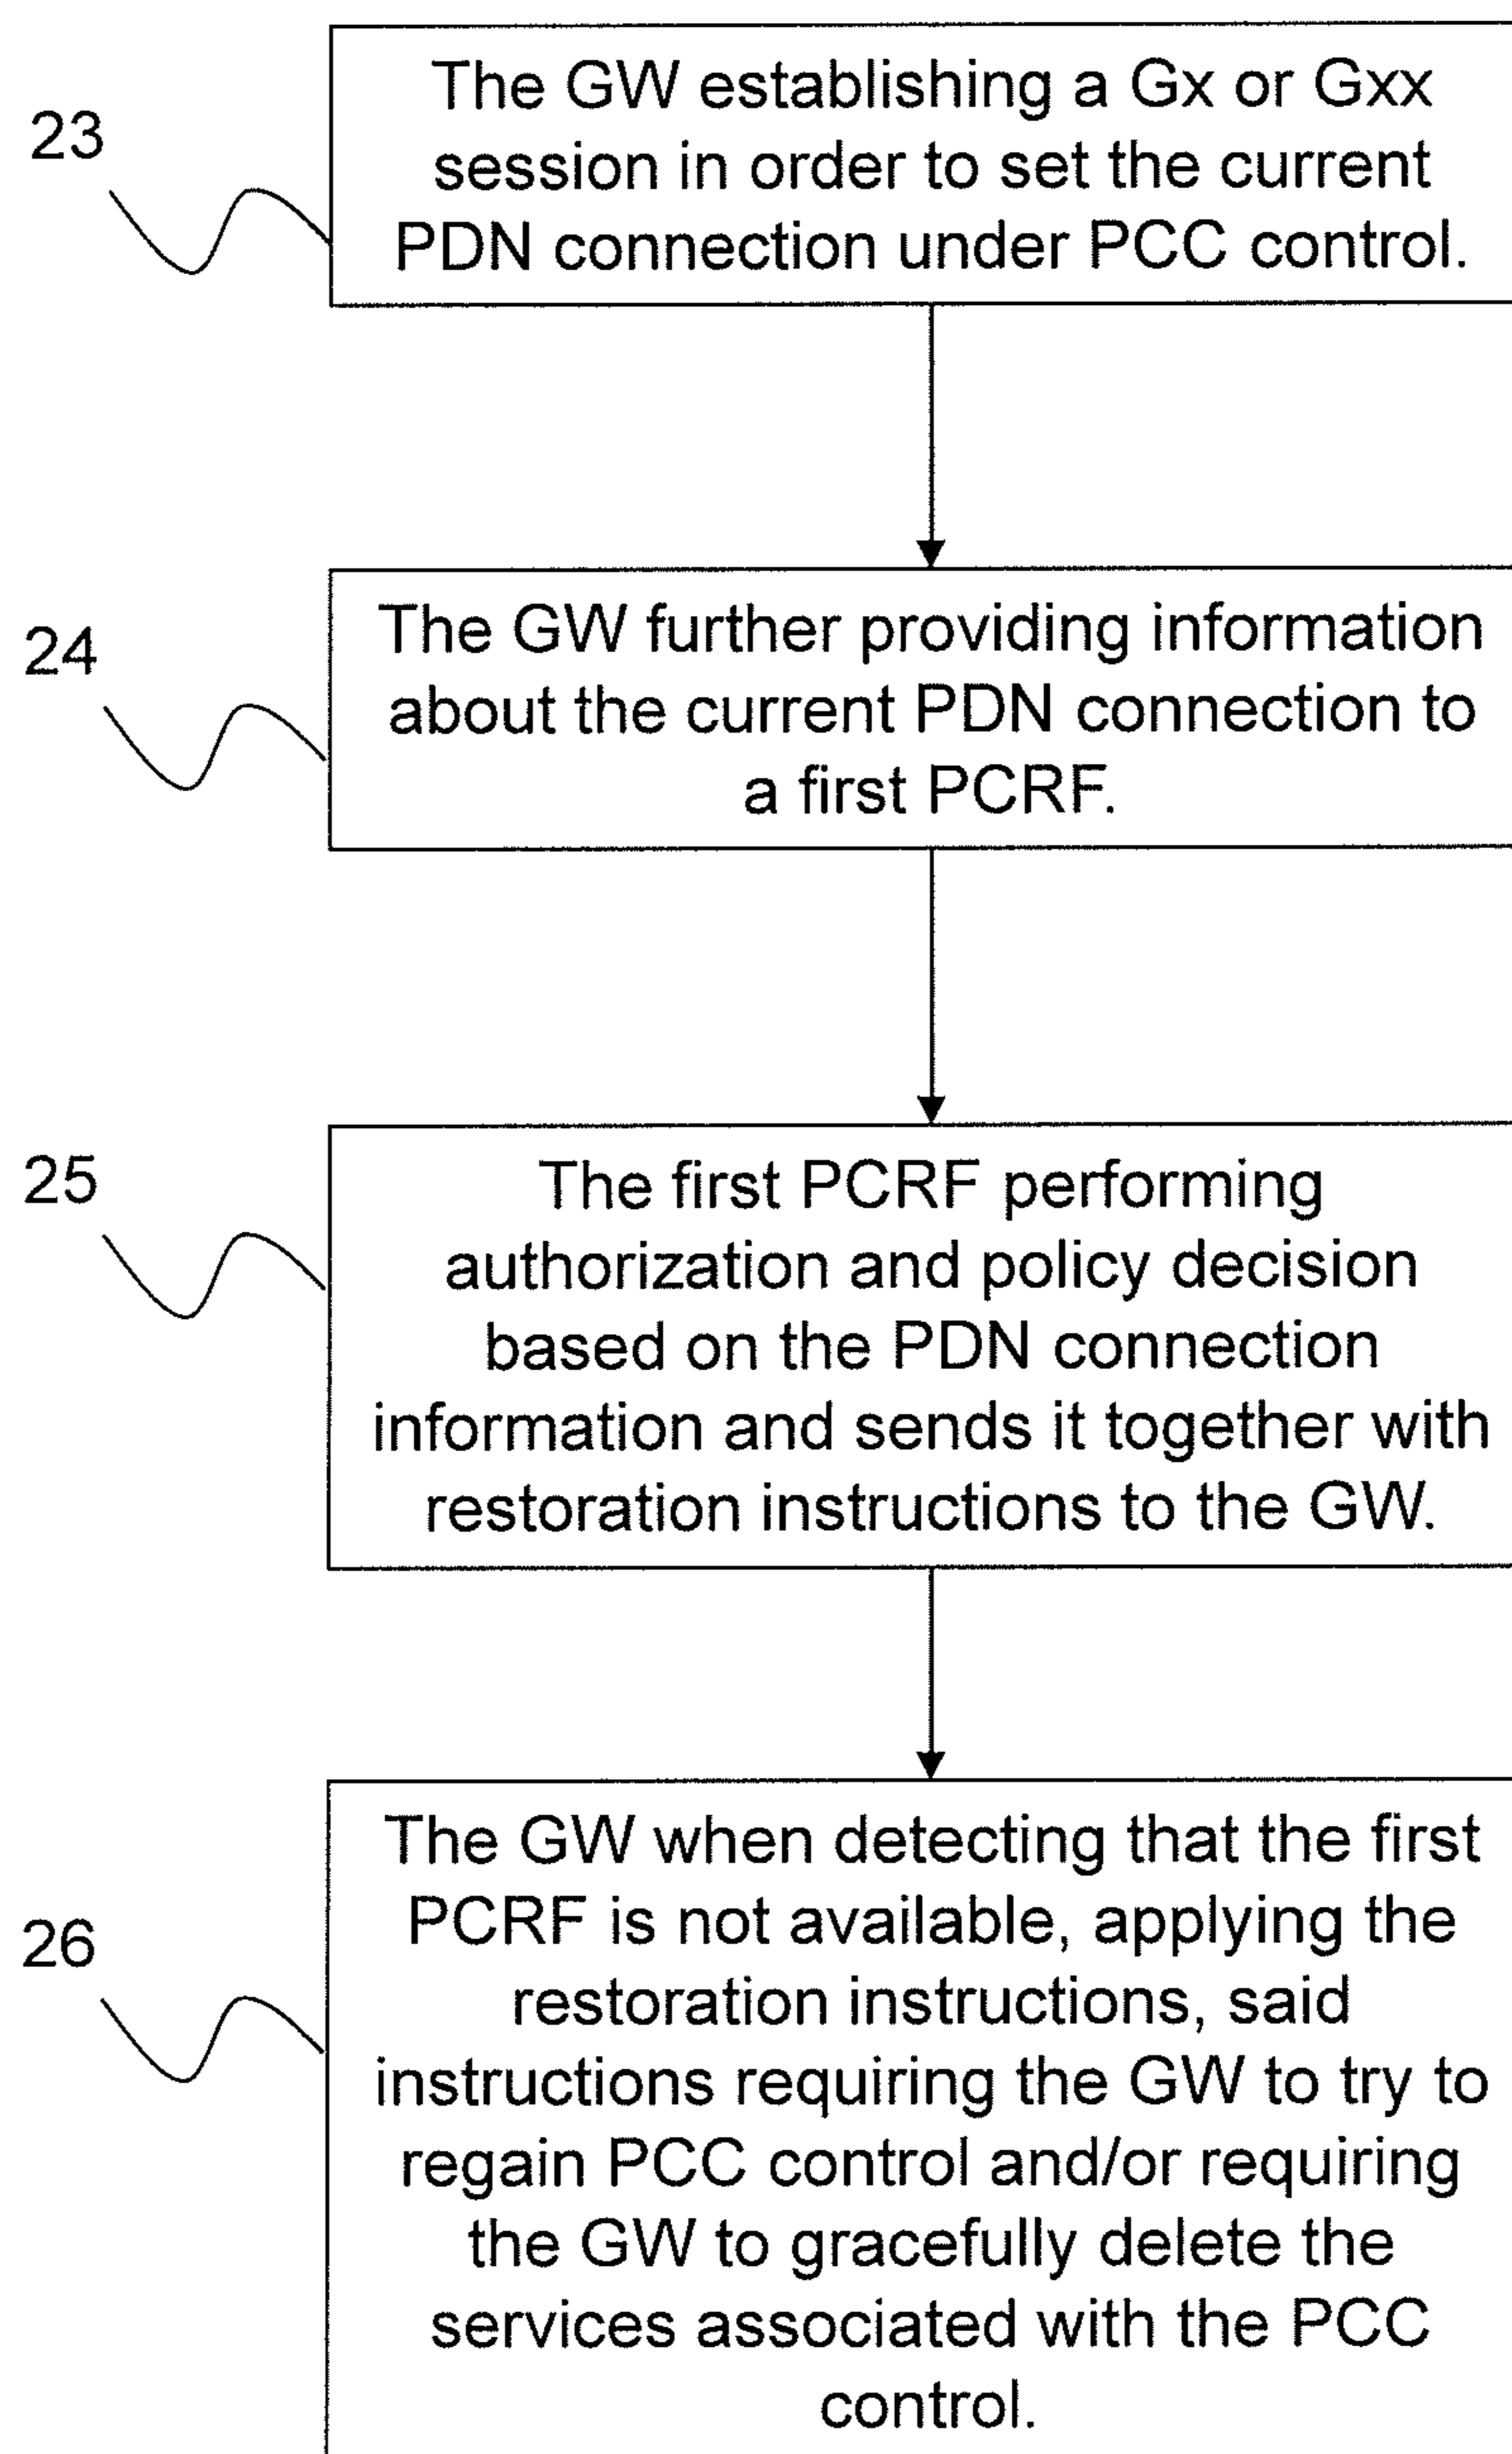 23
The GW establishing a Gx or Gxx
session in order to set the current
PDN connection under PCC control.
24
The GW further providing information
about the current PDN connection to
a first PCRF.
25
The first PCRF performing
authorization and policy decision
based on the PDN connection
information and sends it together with
restoration instructions to the GW.
26
The GW when detecting that the first
PCRF is not available, applying the
restoration instructions, said
instructions requiring the GW to try to
regain PCC control and/or requiring
the GW to gracefully delete the
services associated with the PCC
control.